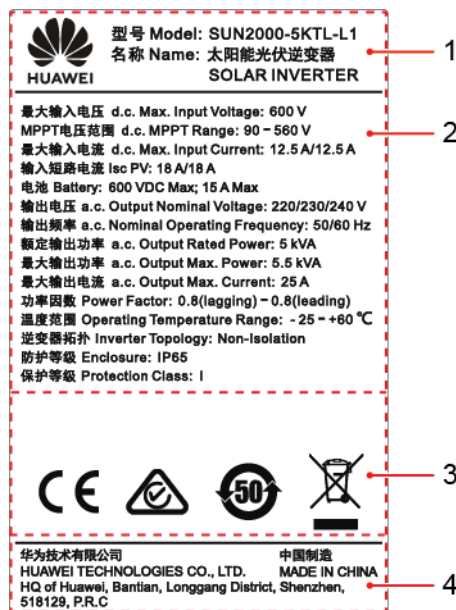 HUAWEI
型号 Model: SUN2000-5KTL-L1
名称 Name: 太阳能光伏逆变器
SOLAR INVERTER
1
最大输入电压 d.c. Max. Input Voltage: 600 V
MPPT电压范围 d.c. MPPT Range: 90 – 560 V
2
最大输入电流 d.c. Max. Input Current: 12.5 A/12.5 A
输入短路电流 Isc PV: 18 A/18 A
电池 Battery: 600 VDC Max; 15 A Max
输出电压 a.c. Output Nominal Voltage: 220/230/240 V
输出频率 a.c. Nominal Operating Frequency: 50/60 Hz
额定输出功率 a.c. Output Rated Power: 5 kVA
最大输出功率 a.c. Output Max. Power: 5.5 kVA
最大输出电流 a.c. Output Max. Current: 25 A
功率因数 Power Factor: 0.8(lagging) – 0.8(leading)
温度范围 Operating Temperature Range: - 25 – +60 ℃
逆变器拓扑 Inverter Topology: Non-Isolation
防护等级 Enclosure: IP65
保护等级 Protection Class: I
CE
50
3
华为技术有限公司 中国制造
HUAWEI TECHNOLOGIES CO., LTD. MADE IN CHINA
HQ of Huawei, Bantian, Longgang District, Shenzhen,
518129, P.R.C
4